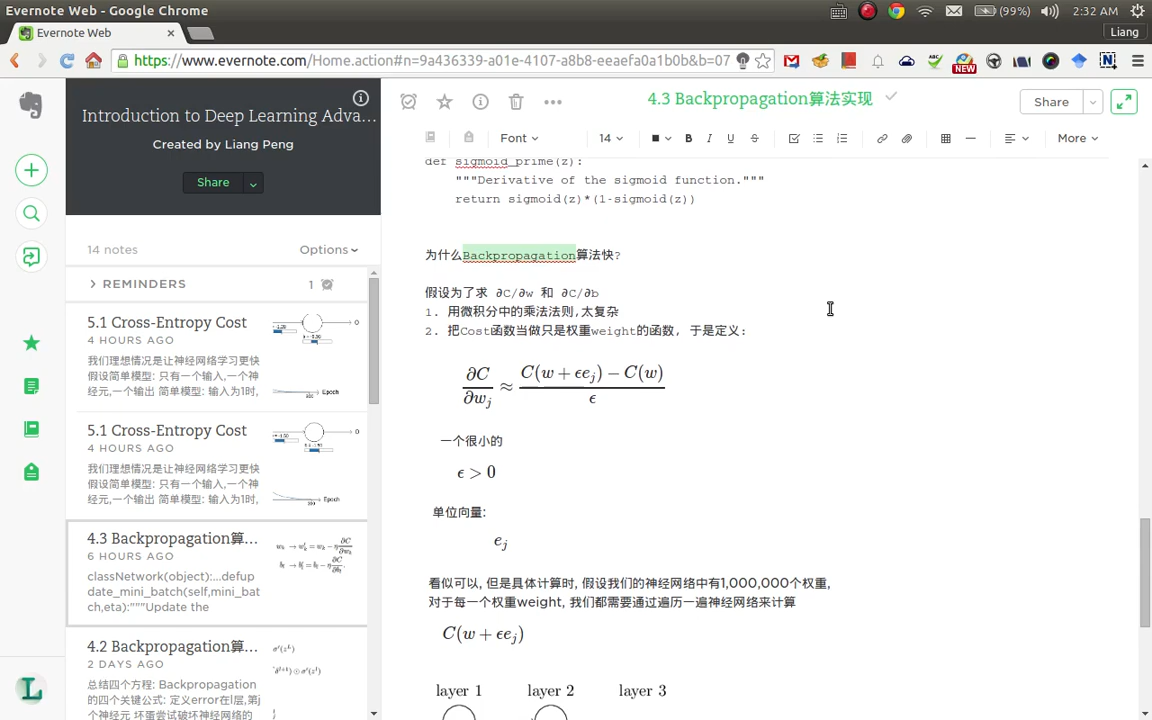 Evernote Web - Google Chrome
(99%)
2:32 AM
Evernote Web
Liang
https://www.evernote.com/Home.action#n=9a436339-a01e-4107-a8b8-eeaefa0a1b0b&b=07
NEW
Introduction to Deep Learning Adva...
Created by Liang Peng
Share
14 notes
Options
REMINDERS
1
5.1 Cross-Entropy Cost
4 HOURS AGO
我们理想情况是让神经网络学习更快
假设简单模型: 只有一个输入,一个神
经元,一个输出 简单模型: 输入为1时,
Epoch
5.1 Cross-Entropy Cost
4 HOURS AGO
我们理想情况是让神经网络学习更快
假设简单模型: 只有一个输入,一个神
经元,一个输出 简单模型: 输入为1时,
Epoch
4.3 Backpropagation算...
6 HOURS AGO
classNetwork(object):...defup
date_mini_batch(self,mini_bat
ch,eta):"""Update the
4.2 Backpropagation算...
2 DAYS AGO
总结四个方程: Backpropagation
的四个关键公式: 定义error在l层,第j
个神经元 坏蛋尝试破坏神经网络的
4.3 Backpropagation算法实现
Share
Font
14
B
I
U
More
def sigmoid_prime(z):
"""Derivative of the sigmoid function."""
return sigmoid(z)*(1-sigmoid(z))
为什么Backpropagation算法快?
假设为了求 ∂C/∂w 和 ∂C/∂b
1. 用微积分中的乘法法则,太复杂
2. 把Cost函数当做只是权重weight的函数, 于是定义:
∂C/∂w_j ≈ (C(w + ϵe_j) − C(w))/ϵ
一个很小的
ϵ > 0
单位向量:
e_j
看似可以, 但是具体计算时, 假设我们的神经网络中有1,000,000个权重,
对于每一个权重weight, 我们都需要通过遍历一遍神经网络来计算
C(w + ϵe_j)
layer 1
layer 2
layer 3